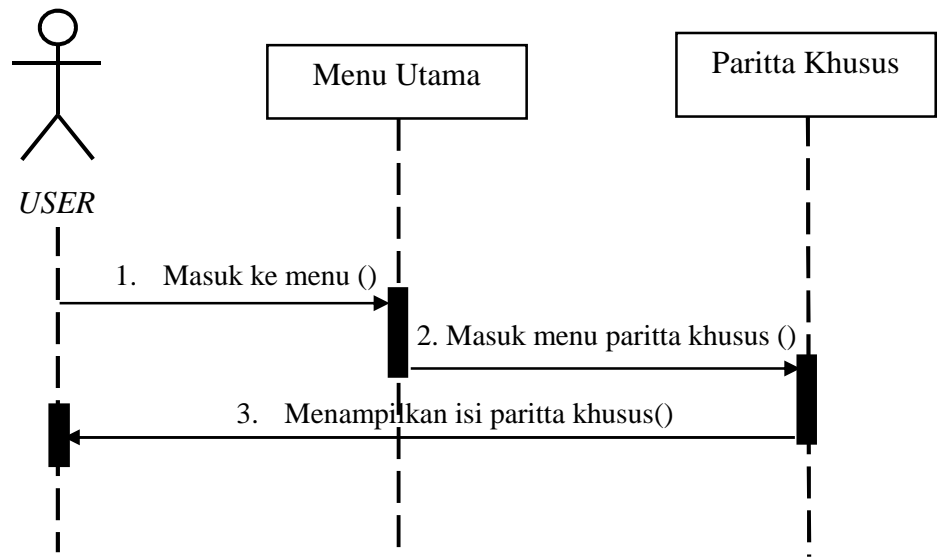 Menu Utama
Paritta Khusus
USER
1. Masuk ke menu ()
2. Masuk menu paritta khusus ()
3. Menampilkan isi paritta khusus()